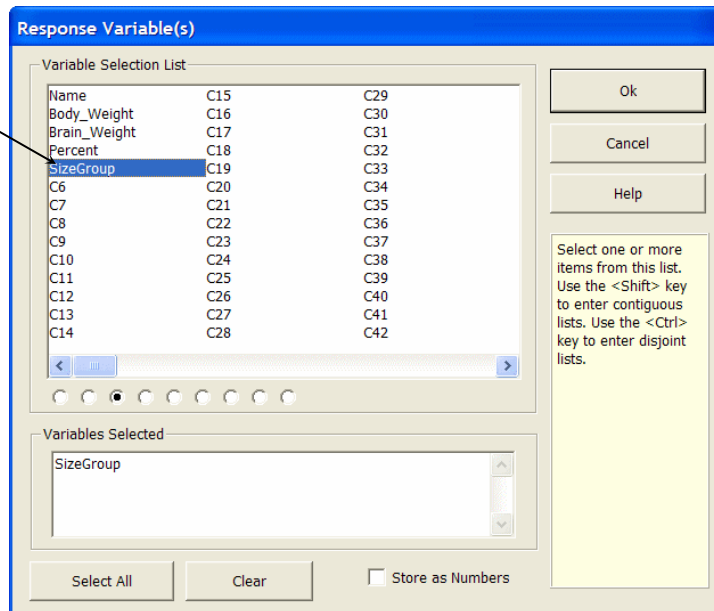 Response Variable(s)
Variable Selection List
Name C15 C29
Body_Weight C16 C30
Brain_Weight C17 C31
Percent C18 C32
SizeGroup C19 C33
C6 C20 C34
C7 C21 C35
C8 C22 C36
C9 C23 C37
C10 C24 C38
C11 C25 C39
C12 C26 C40
C13 C27 C41
C14 C28 C42
Variables Selected
SizeGroup
Select All Clear Store as Numbers
Ok
Cancel
Help
Select one or more
items from this list.
Use the <Shift> key
to enter contiguous
lists. Use the <Ctrl>
key to enter disjoint
lists.